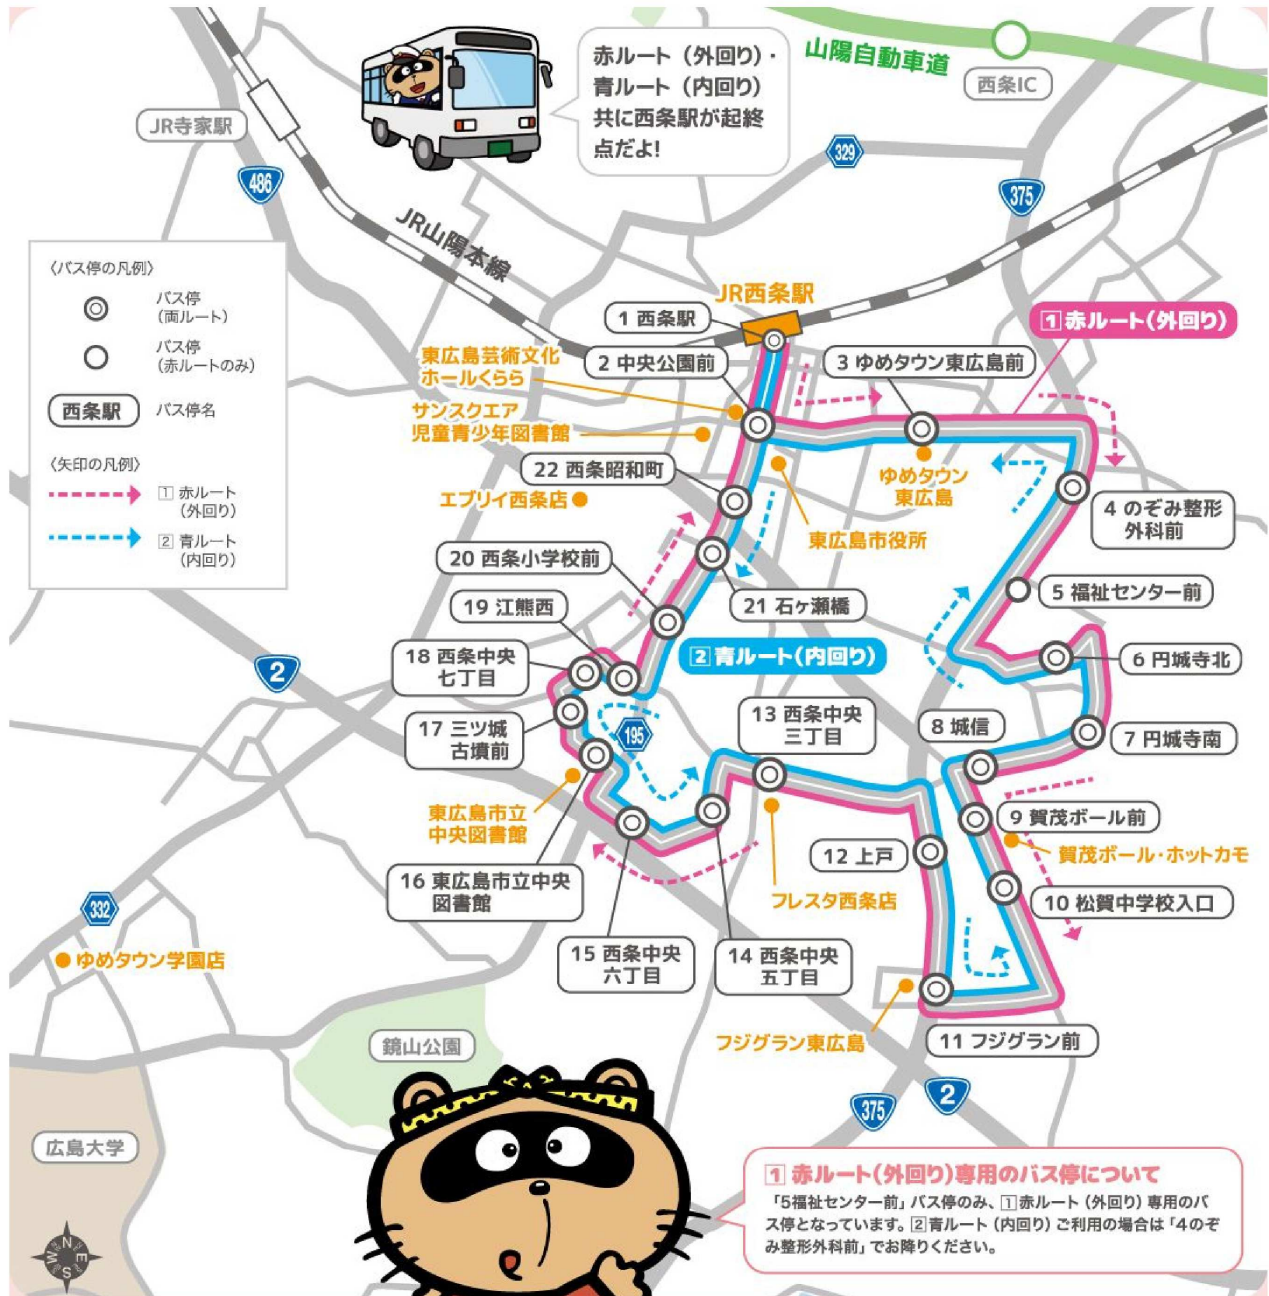 赤ルート（外回り）・
青ルート（内回り）
共に西条駅が起終
点だよ！
山陽自動車道
西条IC
JR寺家駅
486
329
375
JR山陽本線
〈バス停の凡例〉
バス停
（両ルート）
バス停
（赤ルートのみ）
西条駅 バス停名
〈矢印の凡例〉
1 赤ルート
（外回り）
2 青ルート
（内回り）
JR西条駅
1 西条駅
1 赤ルート（外回り）
東広島芸術文化
ホールくらら
2 中央公園前
3 ゆめタウン東広島前
サンスクエア
児童青少年図書館
22 西条昭和町
ゆめタウン
東広島
エブリイ西条店
4 のぞみ整形
外科前
東広島市役所
20 西条小学校前
21 石ヶ瀬橋
5 福祉センター前
19 江熊西
18 西条中央
七丁目
2 青ルート（内回り）
6 円城寺北
2
17 三ツ城
古墳前
195
13 西条中央
三丁目
8 城信
7 円城寺南
東広島市立
中央図書館
9 賀茂ボール前
12 上戸
賀茂ボール・ホットカモ
16 東広島市立中央
図書館
フレスタ西条店
10 松賀中学校入口
332
ゆめタウン学園店
15 西条中央
六丁目
14 西条中央
五丁目
フジグラン東広島
11 フジグラン前
鏡山公園
375
2
広島大学
1 赤ルート（外回り）専用のバス停について
「5福祉センター前」バス停のみ、1赤ルート（外回り）専用のバ
ス停となっています。2青ルート（内回り）ご利用の場合は「4のぞ
み整形外科前」でお降りください。
N
W
E
S